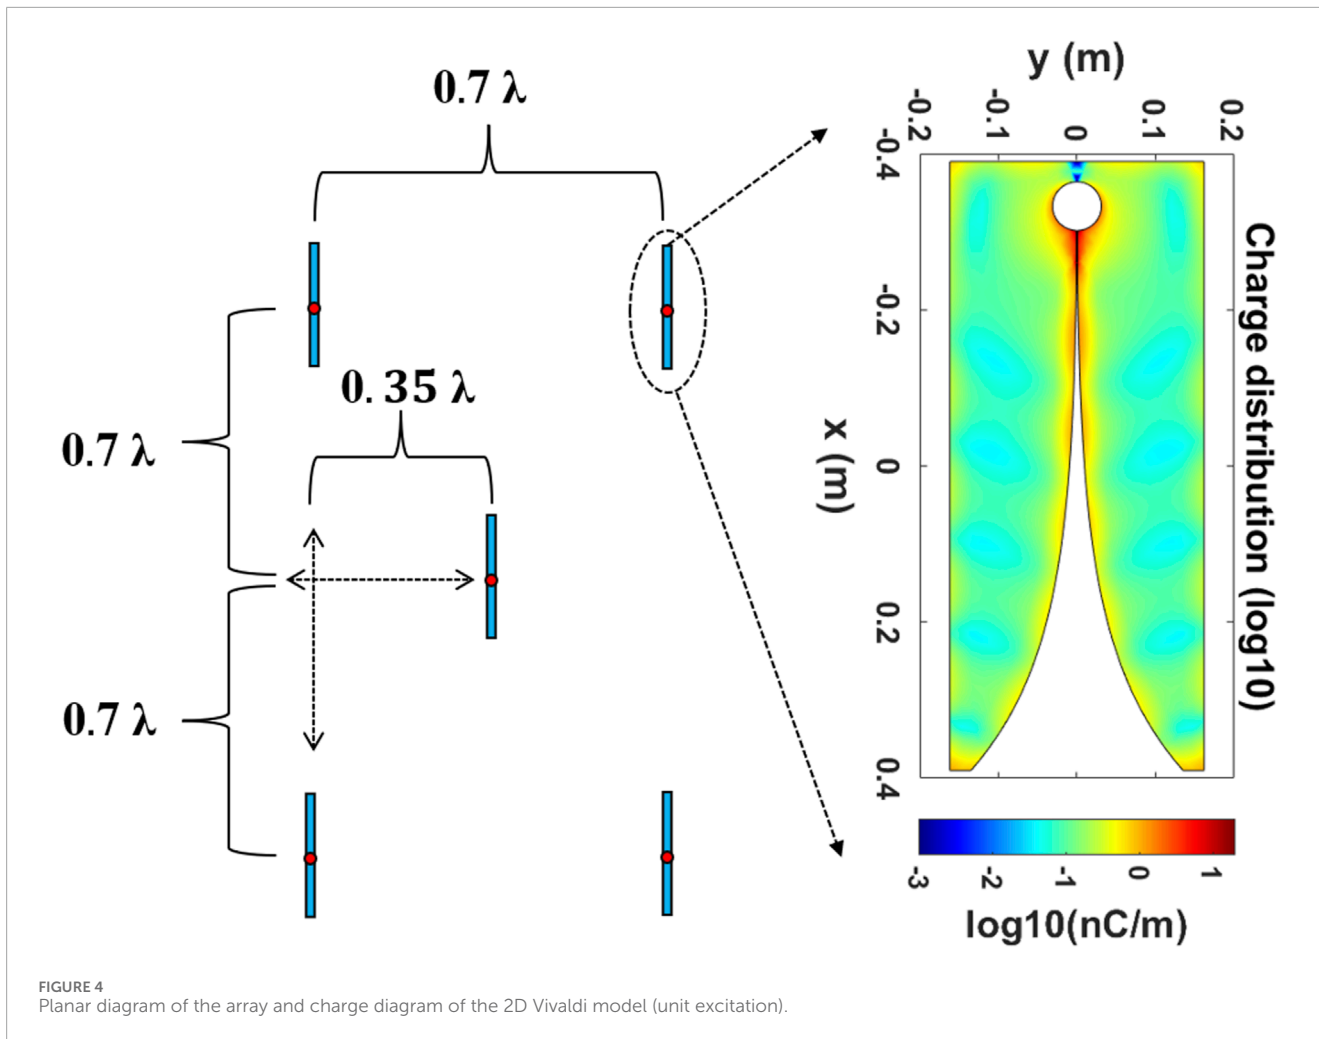 0.7 λ
0.7 λ
0.35 λ
0.7 λ
y (m)
-0.2
-0.1
0
0.1
0.2
-0.4
-0.2
0
0.2
0.4
x (m)
Charge distribution (log10)
-3
-2
-1
0
1
log10(nC/m)
FIGURE 4
Planar diagram of the array and charge diagram of the 2D Vivaldi model (unit excitation).